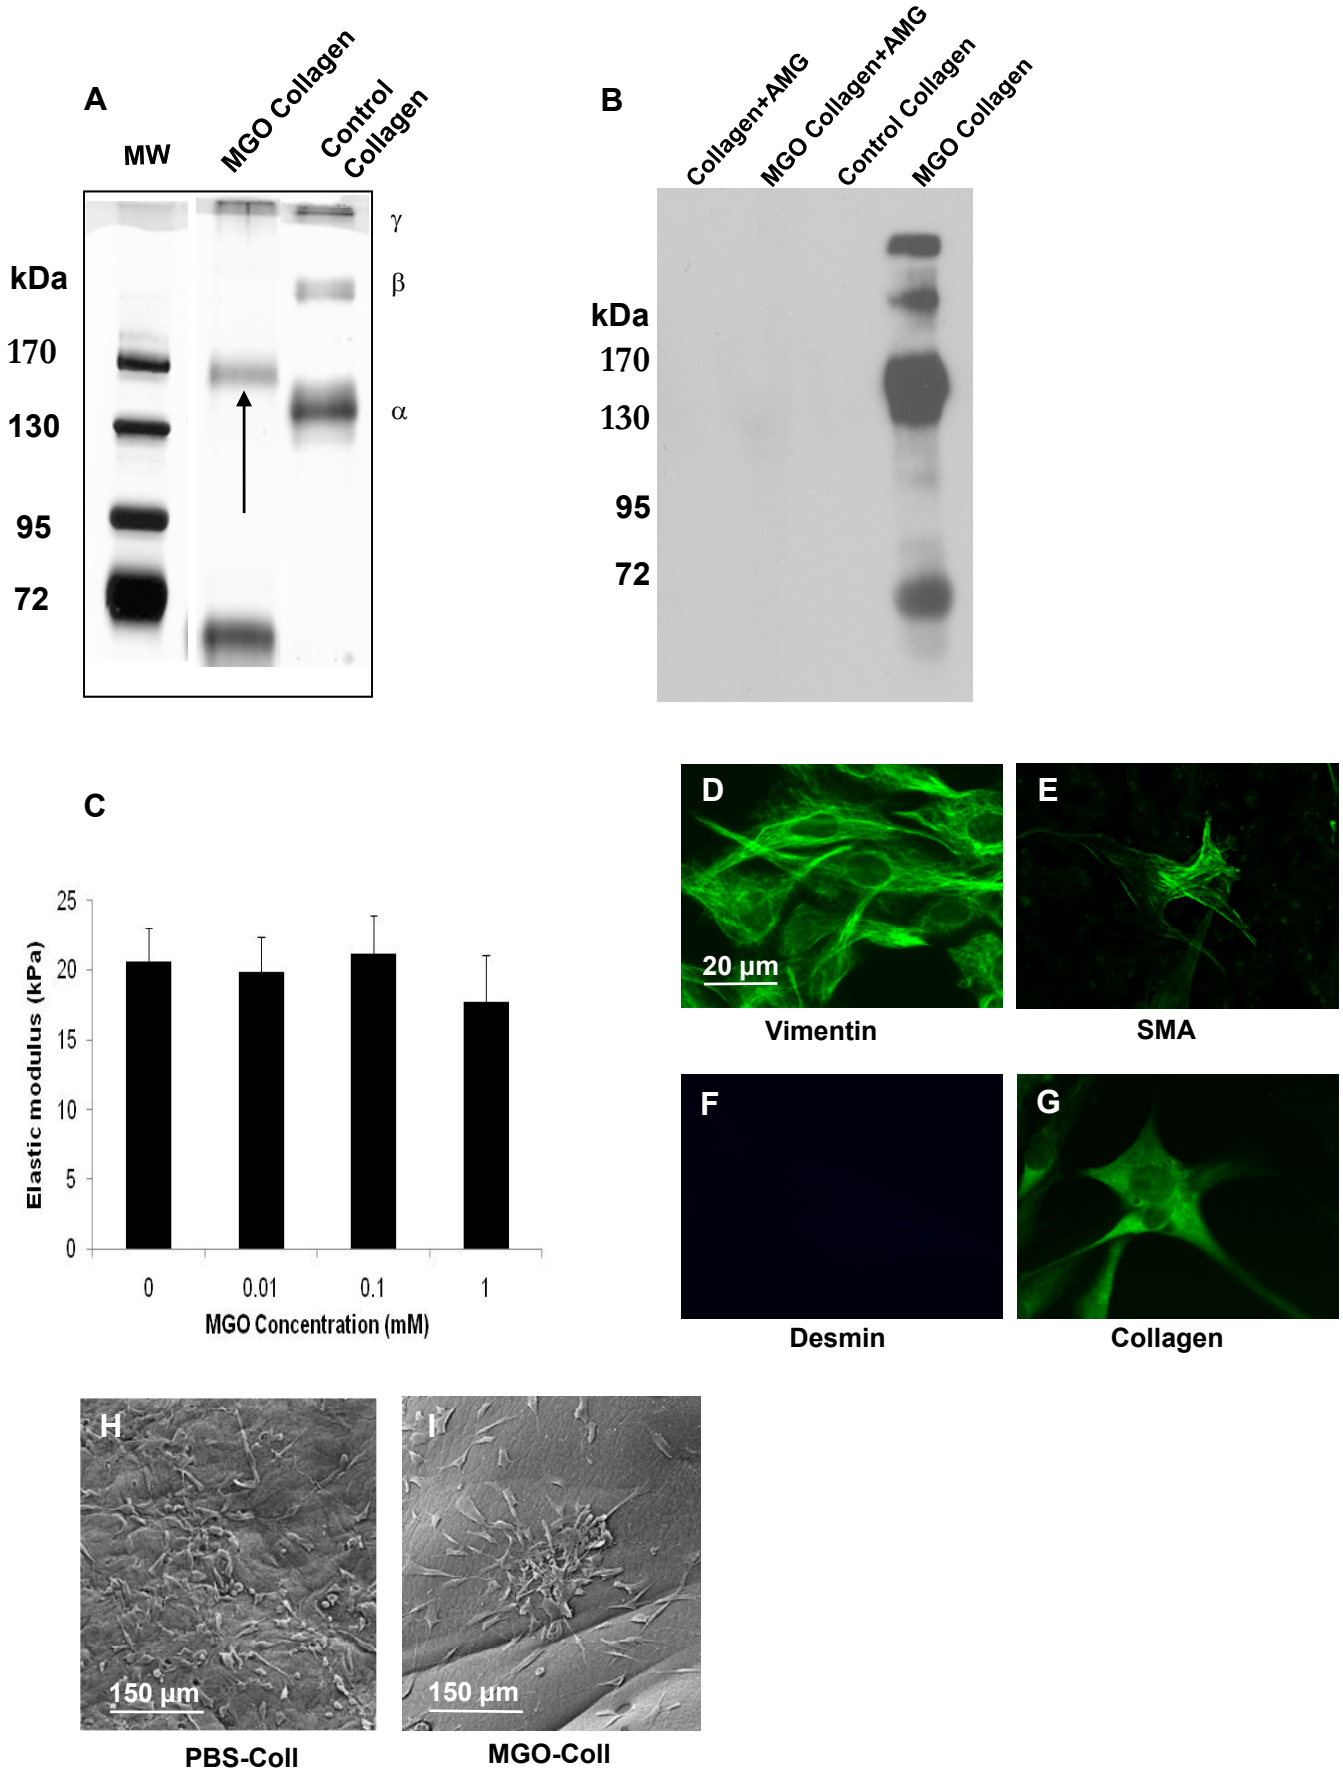 A
MW
MGO Collagen
Control
Collagen
γ
β
α
kDa
170
130
95
72
B
Collagen+AMG
MGO Collagen+AMG
Control Collagen
MGO Collagen
kDa
170
130
95
72
C
Elastic modulus (kPa)
25
20
15
10
5
0
0 0.01 0.1 1
MGO Concentration (mM)
D
20 µm
Vimentin
E
SMA
F
Desmin
G
Collagen
H
150 µm
PBS-Coll
I
150 µm
MGO-Coll